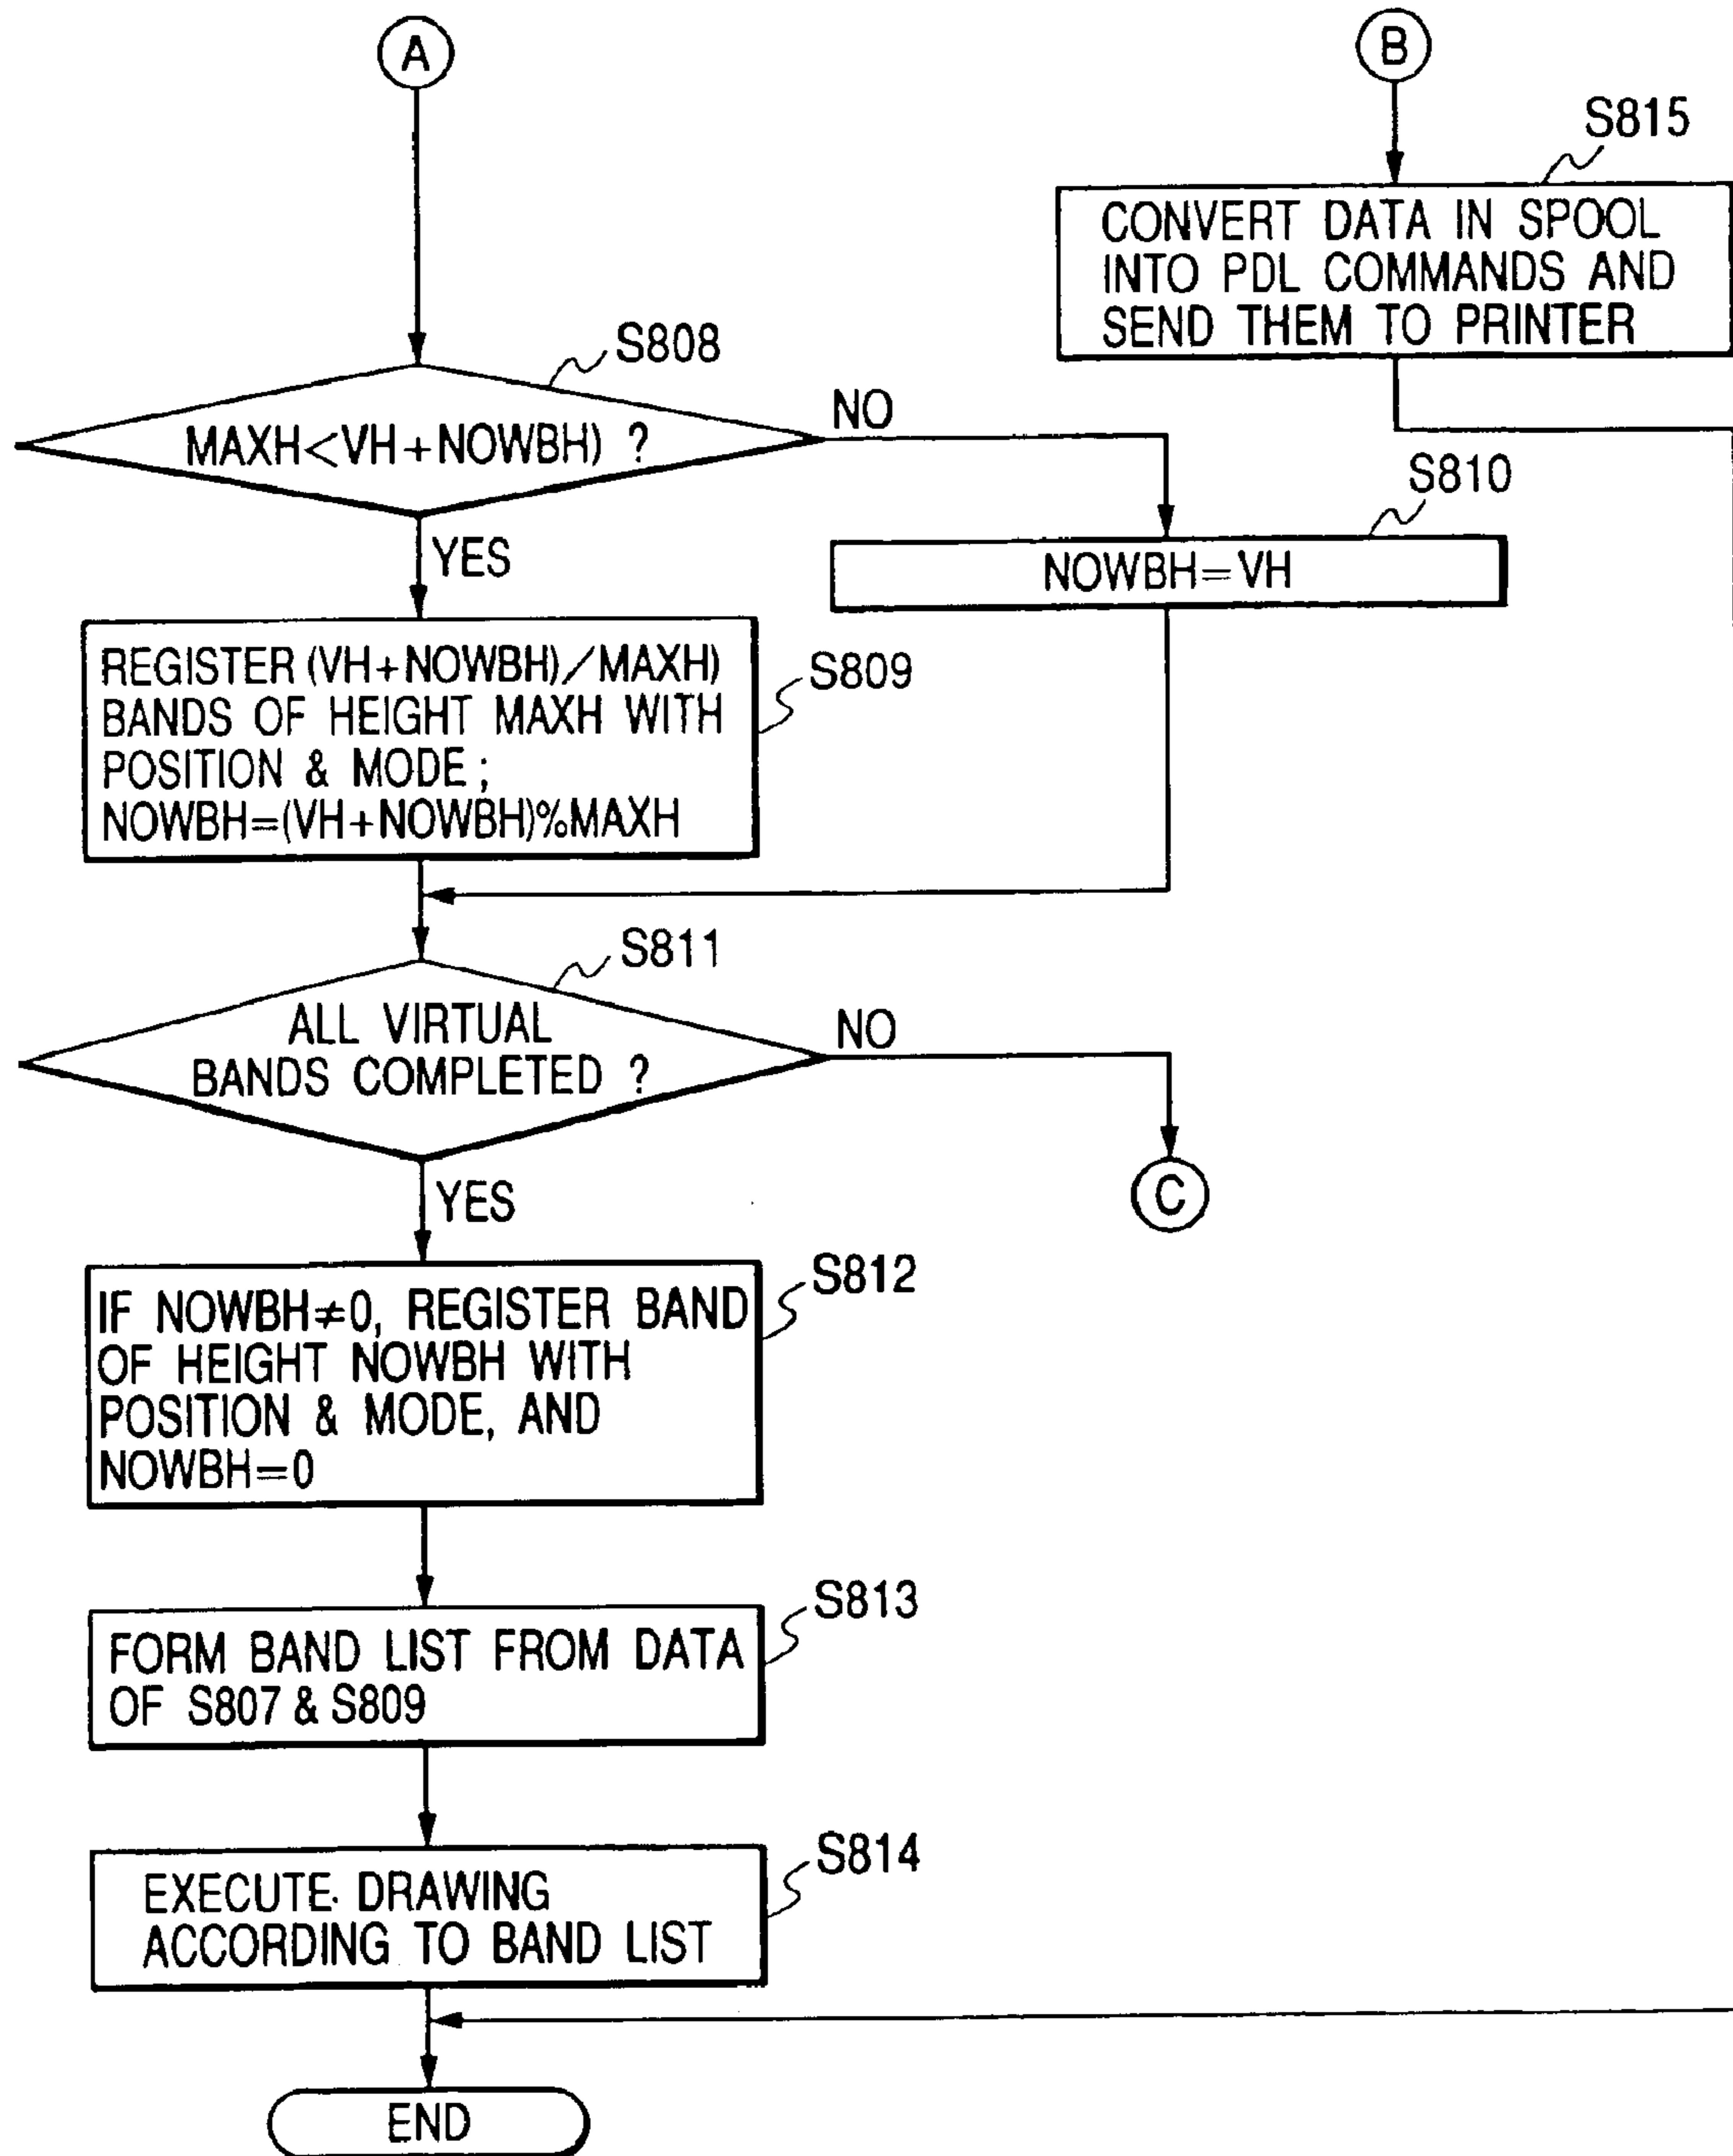 A
B
S815
CONVERT DATA IN SPOOL
INTO PDL COMMANDS AND
SEND THEM TO PRINTER
S808
MAXH<VH+NOWBH) ?
NO
YES
S810
NOWBH=VH
REGISTER (VH+NOWBH)/MAXH)
BANDS OF HEIGHT MAXH WITH
POSITION & MODE;
NOWBH=(VH+NOWBH)%MAXH
S809
S811
ALL VIRTUAL
BANDS COMPLETED ?
NO
C
YES
S812
IF NOWBH≠0, REGISTER BAND
OF HEIGHT NOWBH WITH
POSITION & MODE, AND
NOWBH=0
S813
FORM BAND LIST FROM DATA
OF S807 & S809
S814
EXECUTE DRAWING
ACCORDING TO BAND LIST
END